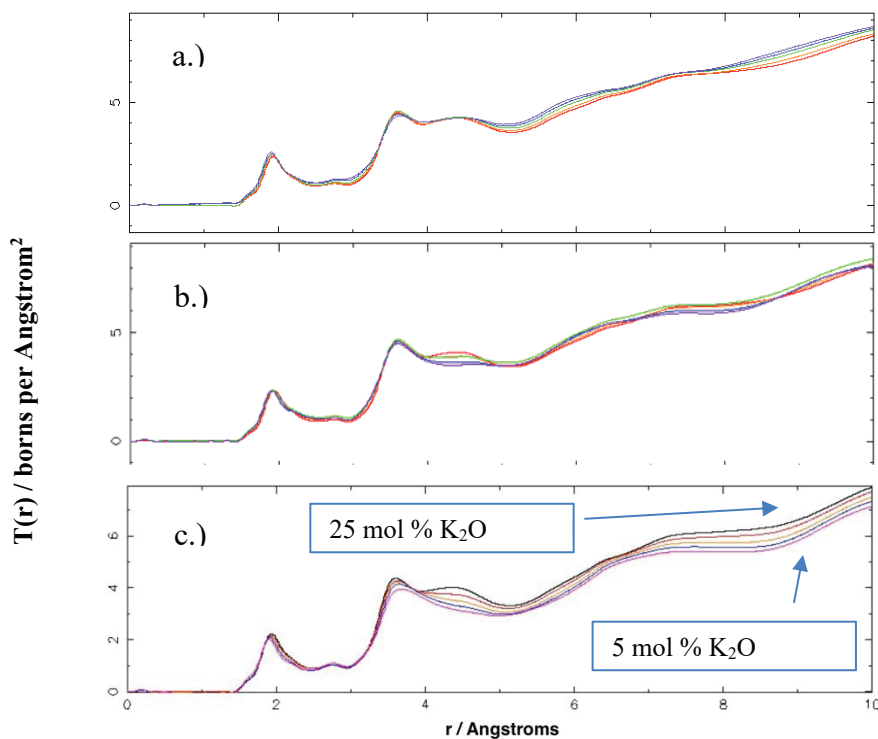 a.)
5
0
b.)
5
0
T(r) / borns per Angstrom²
c.)
25 mol % K₂O
6
4
2
5 mol % K₂O
0
0 2 4 6 8 10
r / Angstroms